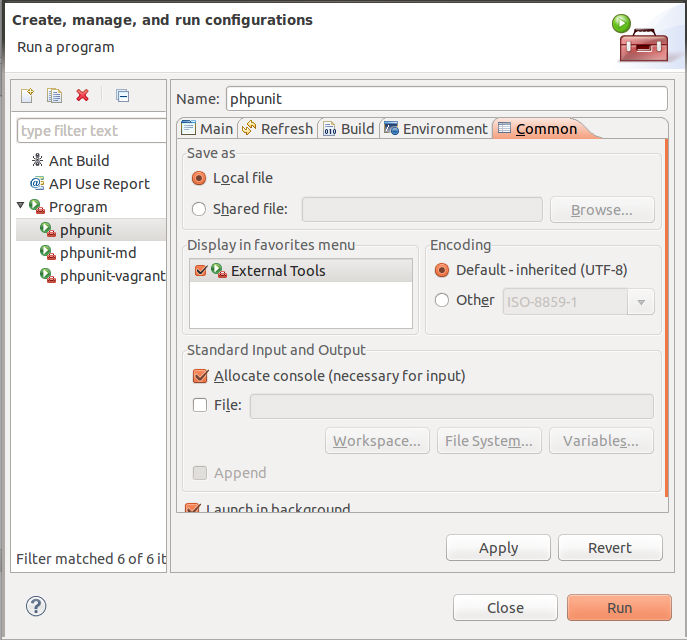 Create, manage, and run configurations
Run a program
type filter text
Ant Build
API Use Report
Program
phpunit
phpunit-md
phpunit-vagrant
Filter matched 6 of 6 it
Name: phpunit
Main Refresh Build Environment Common
Save as
Local file
Shared file: Browse...
Display in favorites menu
External Tools
Encoding
Default - inherited (UTF-8)
Other ISO-8859-1
Standard Input and Output
Allocate console (necessary for input)
File:
Workspace... File System... Variables...
Append
Launch in background
Apply Revert
? Close Run